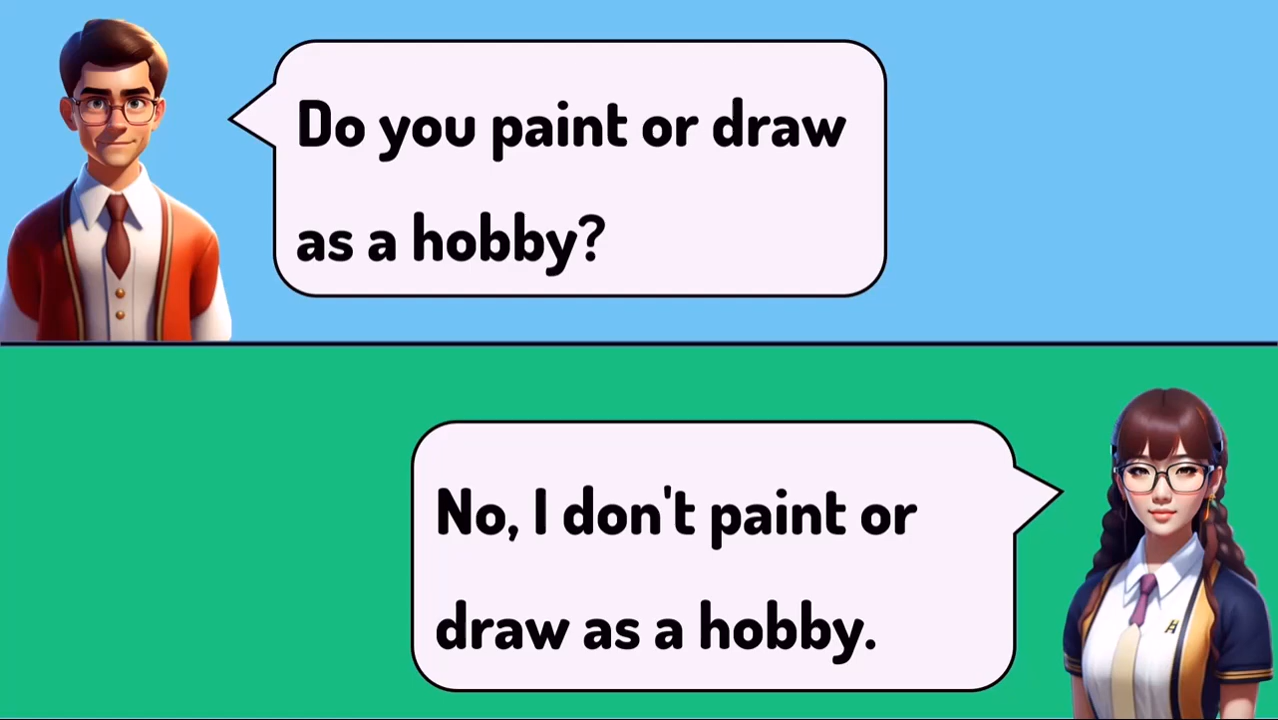 Do you paint or draw
as a hobby?
No, I don't paint or
draw as a hobby.